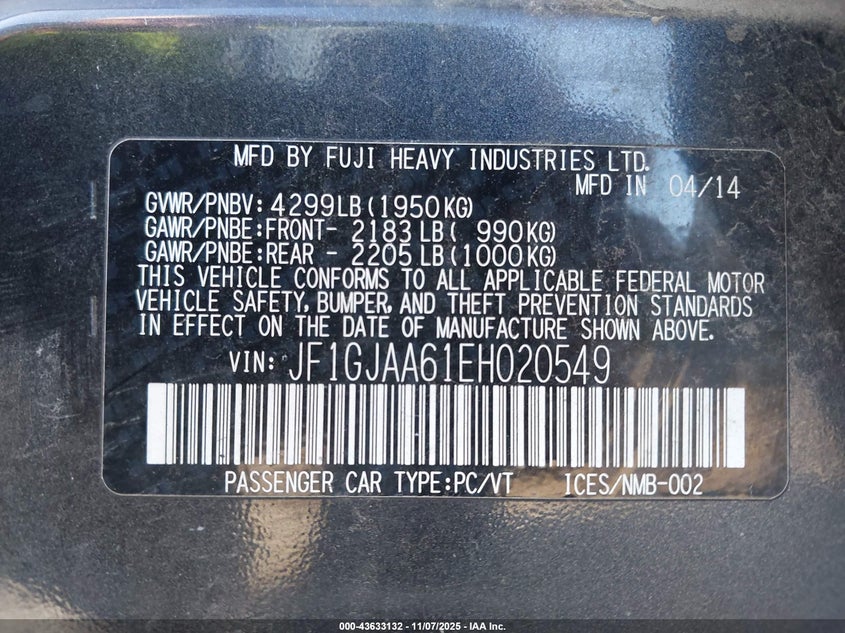 MFD BY FUJI HEAVY INDUSTRIES LTD.
MFD IN 04/14
GVWR/PNBV: 4299LB (1950KG)
GAWR/PNBE:FRONT- 2183 LB ( 990KG)
GAWR/PNBE:REAR - 2205 LB (1000KG)
THIS VEHICLE CONFORMS TO ALL APPLICABLE FEDERAL MOTOR
VEHICLE SAFETY, BUMPER, AND THEFT PREVENTION STANDARDS
IN EFFECT ON THE DATE OF MANUFACTURE SHOWN ABOVE.
VIN: JF1GJAA61EH020549
PASSENGER CAR TYPE:PC/VT ICES/NMB-002
000-43633132 - 11/07/2025 - IAA Inc.